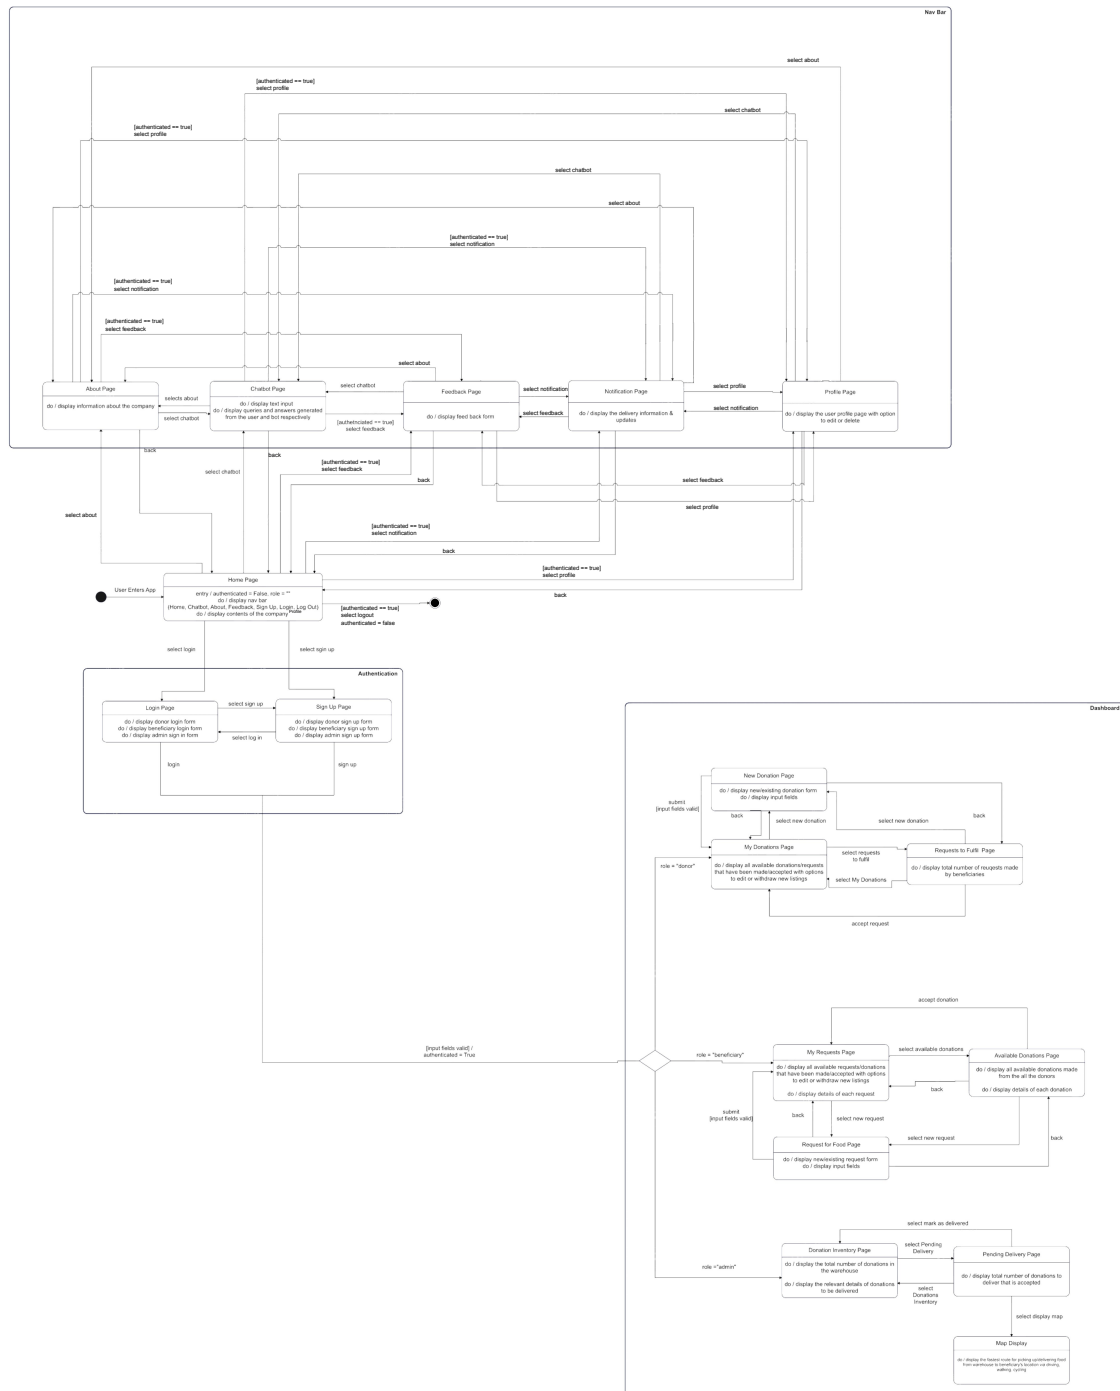 Nav Bar
select about
[authenticated == true]
select profile
select chatbot
[authenticated == true]
select profile
select chatbot
select about
[authenticated == true]
select notification
[authenticated == true]
select notification
[authenticated == true]
select feedback
select about
About Page
do / display information about the company
selects about
select chatbot
Chatbot Page
do / display text input
do / display queries and answers generated
from the user and bot respectively
select chatbot
select feedback
Feedback Page
do / display feed back form
select notification
select feedback
Notification Page
do / display the delivery information &
updates
select profile
select notification
Profile Page
do / display the user profile page with option
to edit or delete
back
select chatbot
back
[authenticated == true]
select feedback
back
select feedback
select profile
select about
[authenticated == true]
select notification
back
[authenticated == true]
select profile
back
User Enters App
Home Page
entry / authenticated = False, role = ""
do / display nav bar
(Home, Chatbot, About, Feedback, Sign Up, Login, Log Out)
Profile
do / display contents of the company
[authenticated == true]
select logout
authenticated = false
select login
select sgin up
Authentication
Login Page
do / display donor login form
do / display beneficiary login form
do / display admin sign in form
select sign up
select log in
Sign Up Page
do / display donor sign up form
do / display beneficiary sign up form
do / display admin sign up form
login
sign up
[input fields valid] /
authenticated = True
Dashboard
New Donation Page
do / display new/existing donation form
do / display input fields
submit
[input fields valid]
back
select new donation
select new donation
back
My Donations Page
do / display all available donations/requests
that have been made/accepted with options
to edit or withdraw new listings
role = "donor"
select requests
to fulfil
select My Donations
Requests to Fulfil Page
do / display total number of reuqests made
by beneficiaries
accept request
accept donation
role = "beneficiary"
My Requests Page
do / display all available requests/donations
that have been made/accepted with options
to edit or withdraw new listings
do / display details of each request
select available donations
back
Available Donations Page
do / display all available donations made
from the all the donors
do / display details of each donation
submit
[input fields valid]
back
select new request
select new request
back
Request for Food Page
do / display new/existing request form
do / display input fields
select mark as delivered
role ="admin"
Donation Inventory Page
do / display the total number of donations in
the warehouse
do / display the relevant details of donations
to be delivered
select Pending
Delivery
select
Donations
Inventory
Pending Delivery Page
do / display total number of donations to
deliver that is accepted
select display map
Map Display
do / display the fastest route for picking up/delivering food
from warehouse to beneficiary's location via driving,
walking, cycling